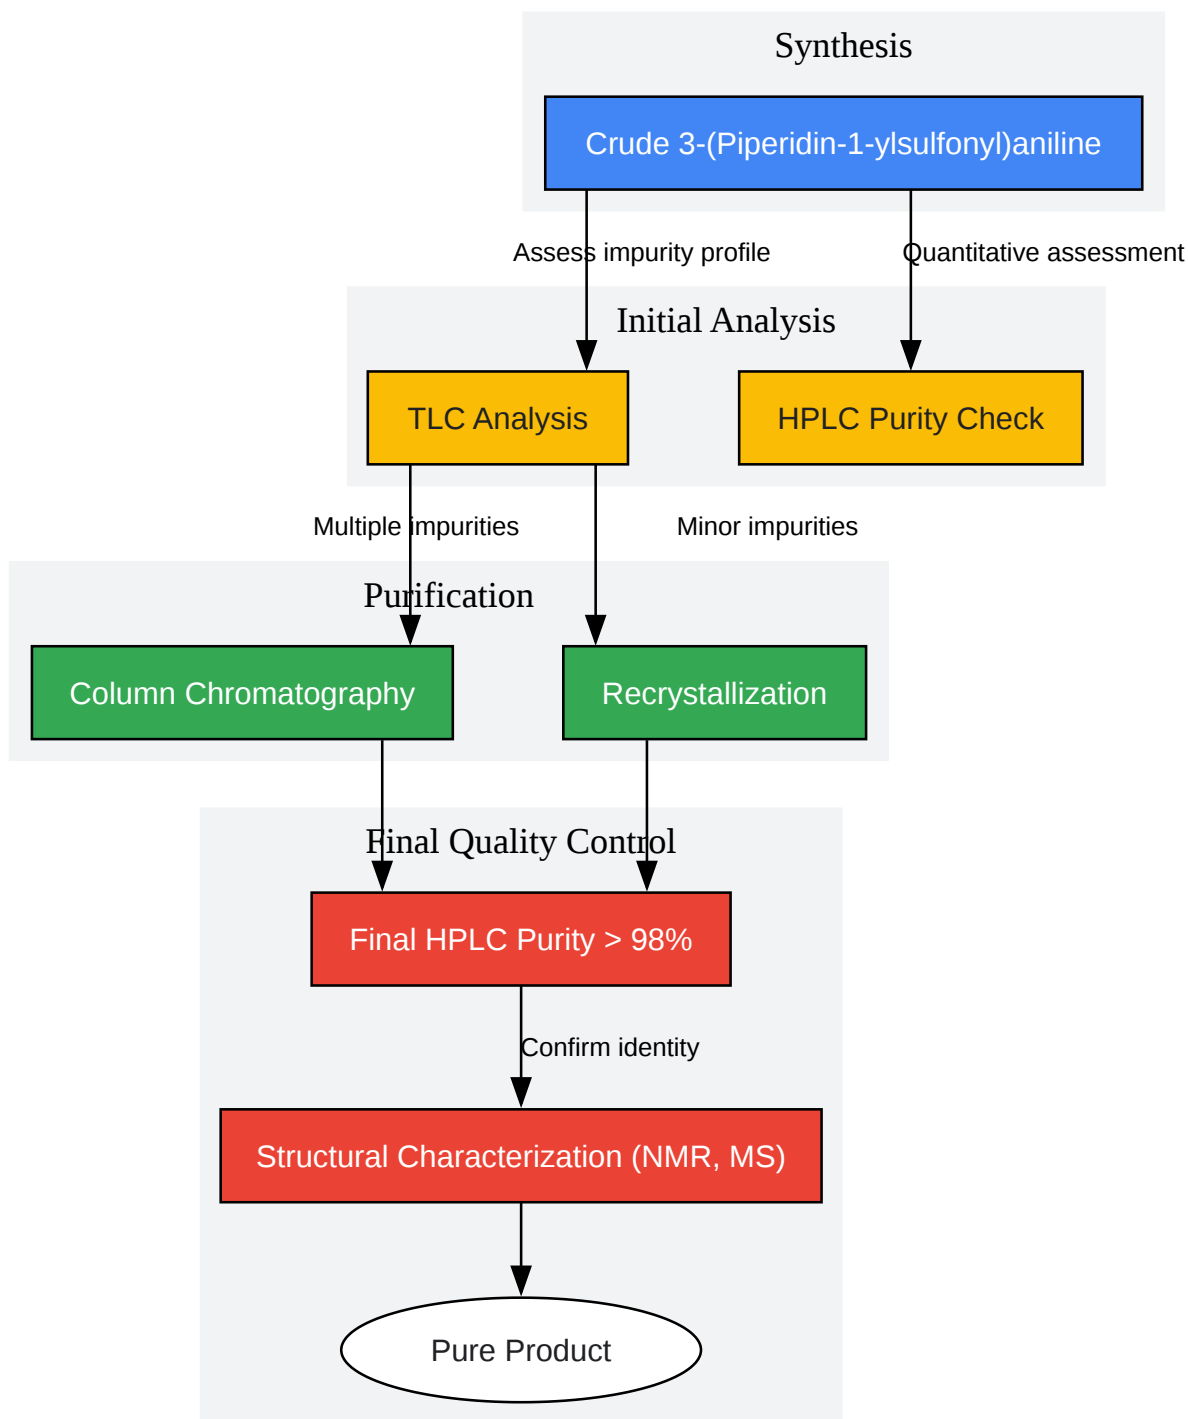 Synthesis
Crude 3-(Piperidin-1-ylsulfonyl)aniline
Assess impurity profile
Quantitative assessment
Initial Analysis
TLC Analysis
HPLC Purity Check
Multiple impurities
Minor impurities
Purification
Column Chromatography
Recrystallization
Final Quality Control
Final HPLC Purity > 98%
Confirm identity
Structural Characterization (NMR, MS)
Pure Product